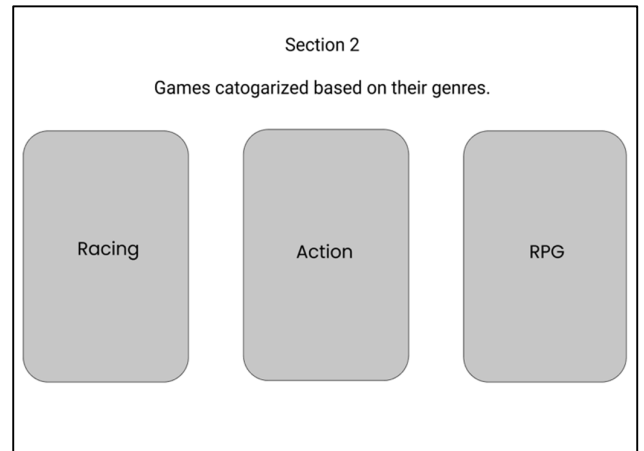 Section 2
Games catogarized based on their genres.
Racing
Action
RPG